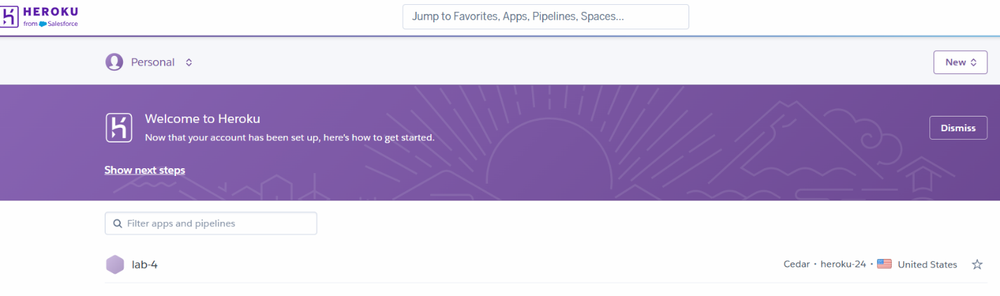 HEROKU
from Salesforce
Jump to Favorites, Apps, Pipelines, Spaces...
Personal
New
Welcome to Heroku
Now that your account has been set up, here's how to get started.
Dismiss
Show next steps
Filter apps and pipelines
lab-4
Cedar • heroku-24 • United States